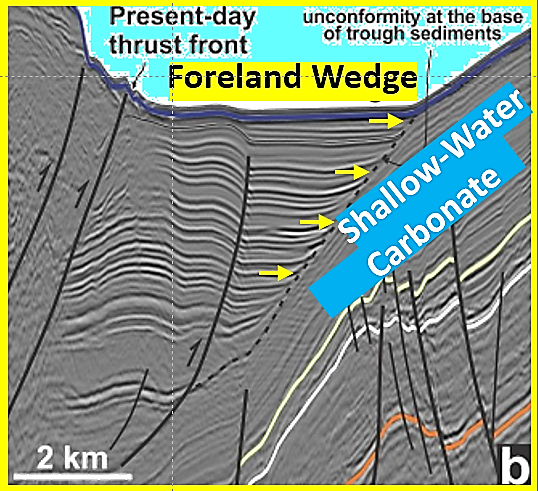 Present-day
thrust front
unconformity at the base
of trough sediments
Foreland Wedge
Shallow-Water
Carbonate
2 km
b